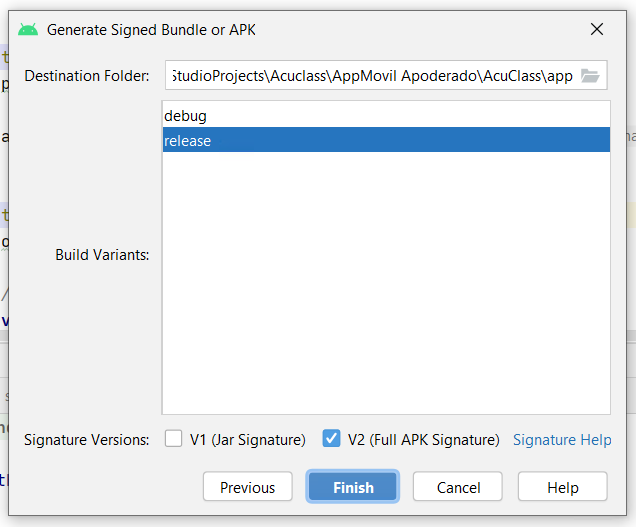 Generate Signed Bundle or APK
Destination Folder: StudioProjects\Acuclass\AppMovil Apoderado\AcuClass\app
debug
release
Build Variants:
Signature Versions: V1 (Jar Signature) V2 (Full APK Signature) Signature Help
Previous Finish Cancel Help